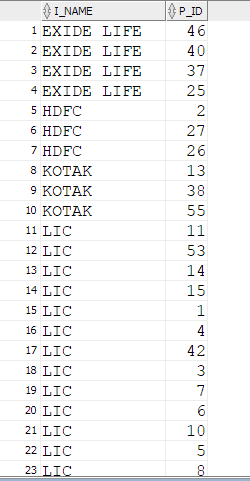 I_NAME P_ID
1 EXIDE LIFE 46
2 EXIDE LIFE 40
3 EXIDE LIFE 37
4 EXIDE LIFE 25
5 HDFC 2
6 HDFC 27
7 HDFC 26
8 KOTAK 13
9 KOTAK 38
10 KOTAK 55
11 LIC 11
12 LIC 53
13 LIC 14
14 LIC 15
15 LIC 1
16 LIC 4
17 LIC 42
18 LIC 3
19 LIC 7
20 LIC 6
21 LIC 10
22 LIC 5
23 LIC 8